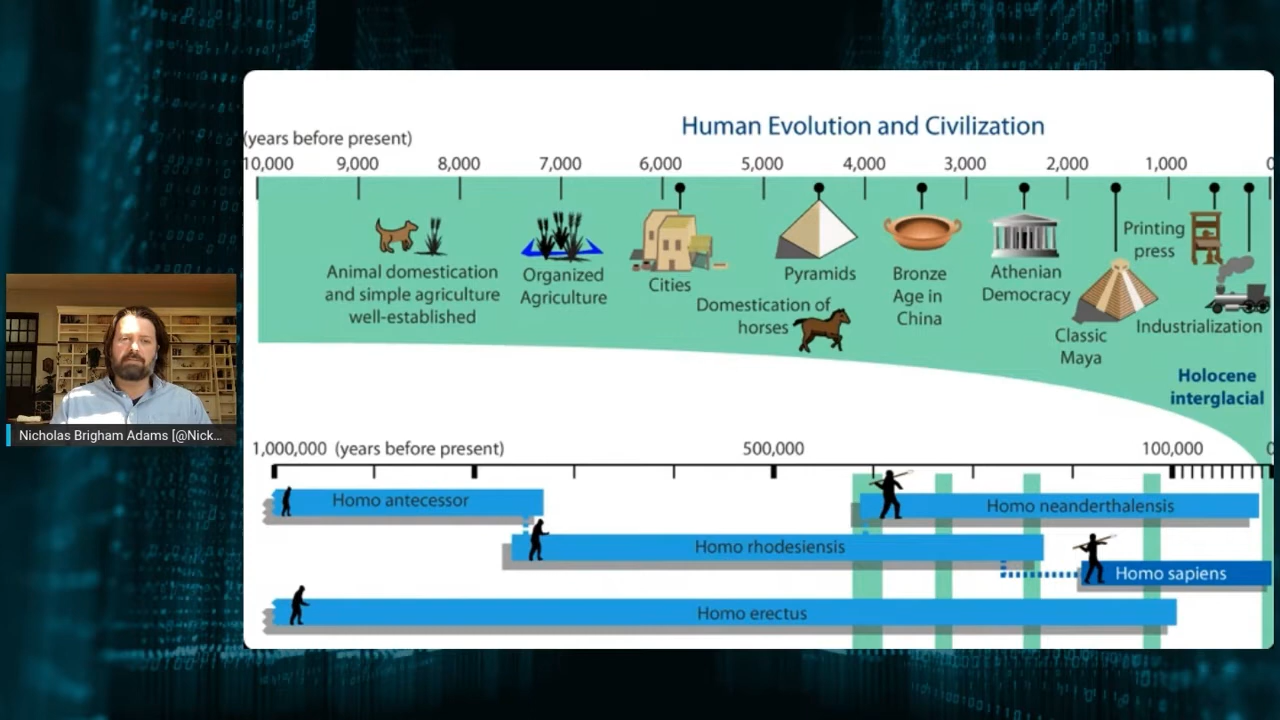 Human Evolution and Civilization
(years before present)
10,000 9,000 8,000 7,000 6,000 5,000 4,000 3,000 2,000 1,000 0
Animal domestication
and simple agriculture
well-established
Organized
Agriculture
Cities
Domestication of
horses
Pyramids
Bronze
Age in
China
Athenian
Democracy
Classic
Maya
Printing
press
Industrialization
Holocene
interglacial
1,000,000 (years before present) 500,000 100,000 0
Homo antecessor
Homo neanderthalensis
Homo rhodesiensis
Homo sapiens
Homo erectus
Nicholas Brigham Adams [@Nick...